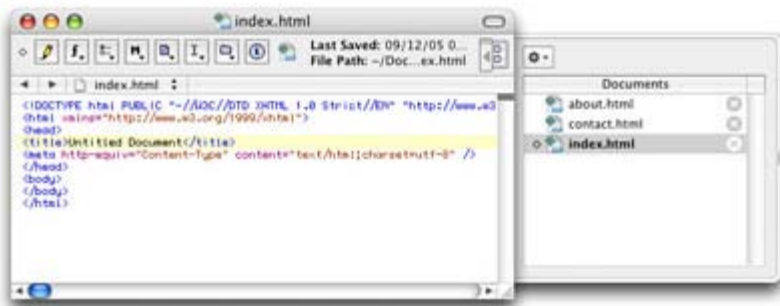 index.html
Last Saved: 09/12/05 0...
File Path: ~/Doc...ex.html
index.html
<!DOCTYPE html PUBLIC "-//W3C//DTD XHTML 1.0 Strict//EN" "http://www.w3
<html xmlns="http://www.w3.org/1999/xhtml">
<head>
<title>Untitled Document</title>
<meta http-equiv="Content-Type" content="text/html;charset=utf-8" />
</head>
<body>
</body>
</html>
Documents
about.html
contact.html
index.html